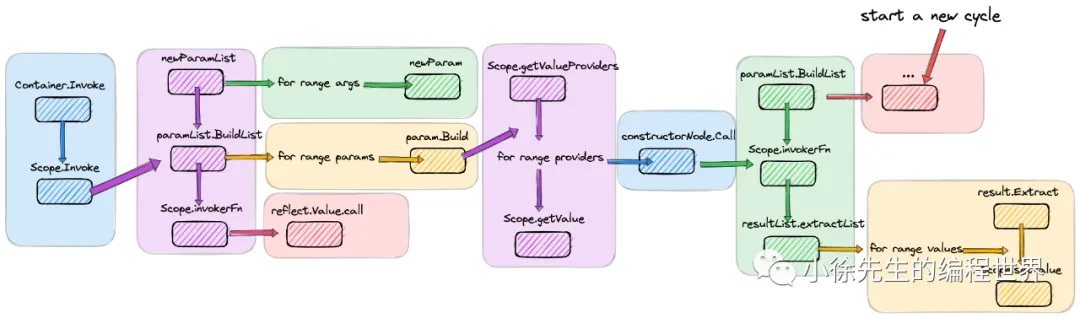 start a new cycle
Container.Invoke
Scope.Invoke
newParamList
paramList.BuildList
Scope.invokerFn
for range args
newParam
for range params
param.Build
reflect.Value.call
Scope.getValueProviders
for range providers
Scope.getValue
constructorNode.Call
paramList.BuildList
Scope.invokerFn
resultList.extractList
...
for range values
result.Extract
小徐先生的编程世界